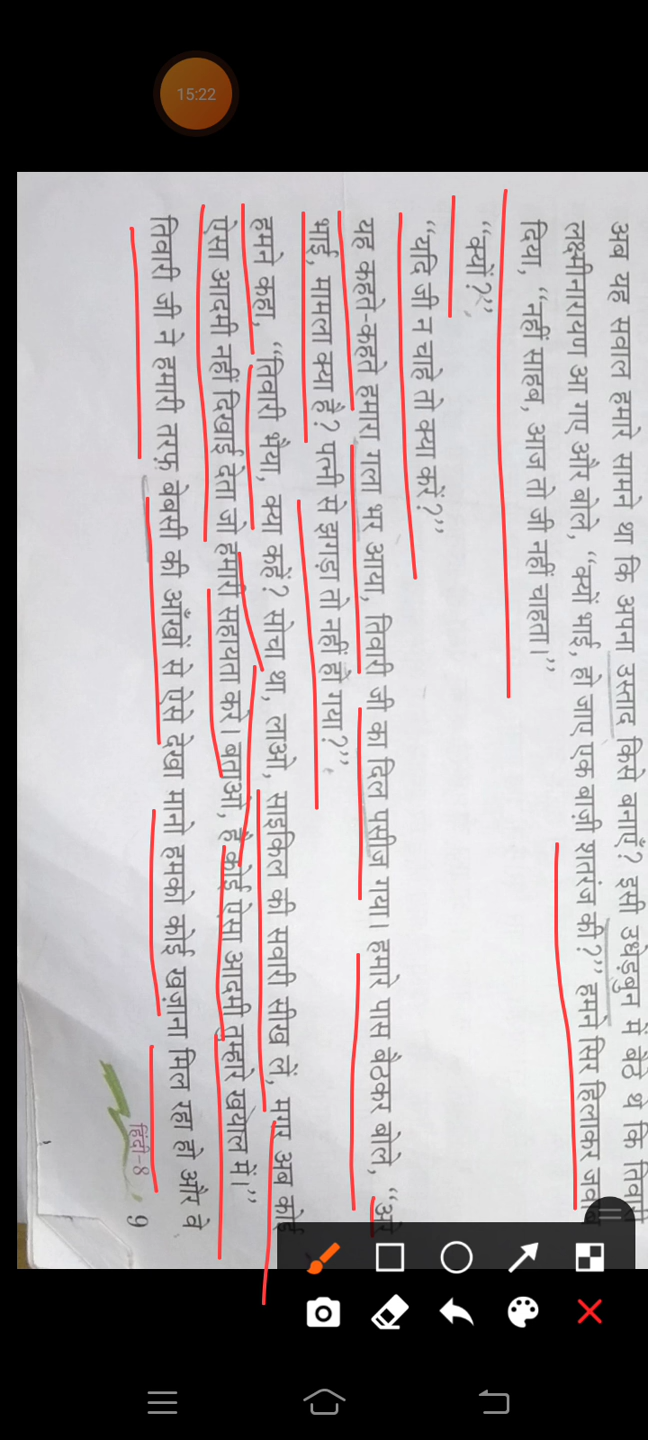 15:22
अब यह सवाल हमारे सामने था कि अपना उस्ताद किसे बनाएँ? इसी उधेड़बुन में बैठे थे कि तिवारी
लक्ष्मीनारायण आ गए और बोले, “क्यों भाई, हो जाए एक बाज़ी शतरंज की?” हमने सिर हिलाकर जवाब
दिया, “नहीं साहब, आज तो जी नहीं चाहता।”
“क्यों?”
“यदि जी न चाहे तो क्या करें?”
यह कहते-कहते हमारा गला भर आया, तिवारी जी का दिल पसीज गया। हमारे पास बैठकर बोले, “अरे
भाई, मामला क्या है? पत्नी से झगड़ा तो नहीं हो गया?”
हमने कहा, “तिवारी भैया, क्या कहें? सोचा था, लाओ, साइकिल की सवारी सीख लें, मगर अब कोई
ऐसा आदमी नहीं दिखाई देता जो हमारी सहायता करे। बताओ, है कोई ऐसा आदमी तुम्हारे खयाल में।”
तिवारी जी ने हमारी तरफ़ बेबसी की आँखों से ऐसे देखा मानो हमको कोई खज़ाना मिल रहा हो और वे
हिंदी-8 9